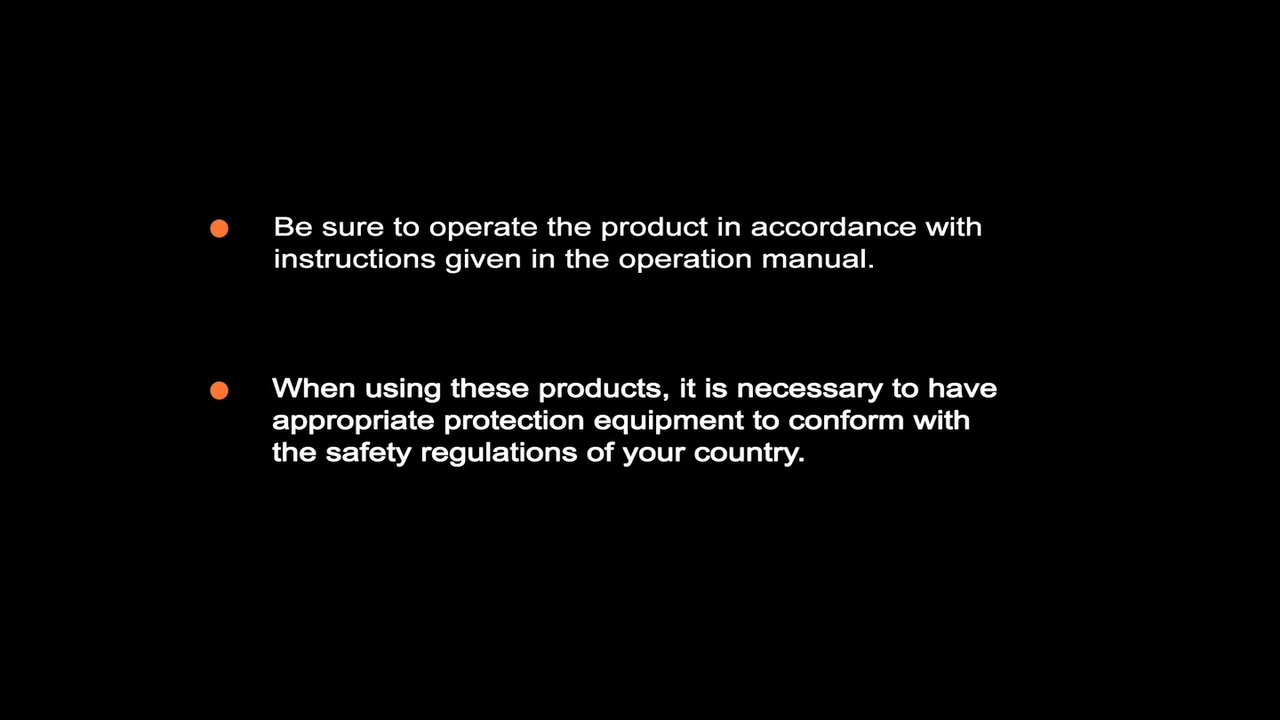 Be sure to operate the product in accordance with
instructions given in the operation manual.
When using these products, it is necessary to have
appropriate protection equipment to conform with
the safety regulations of your country.